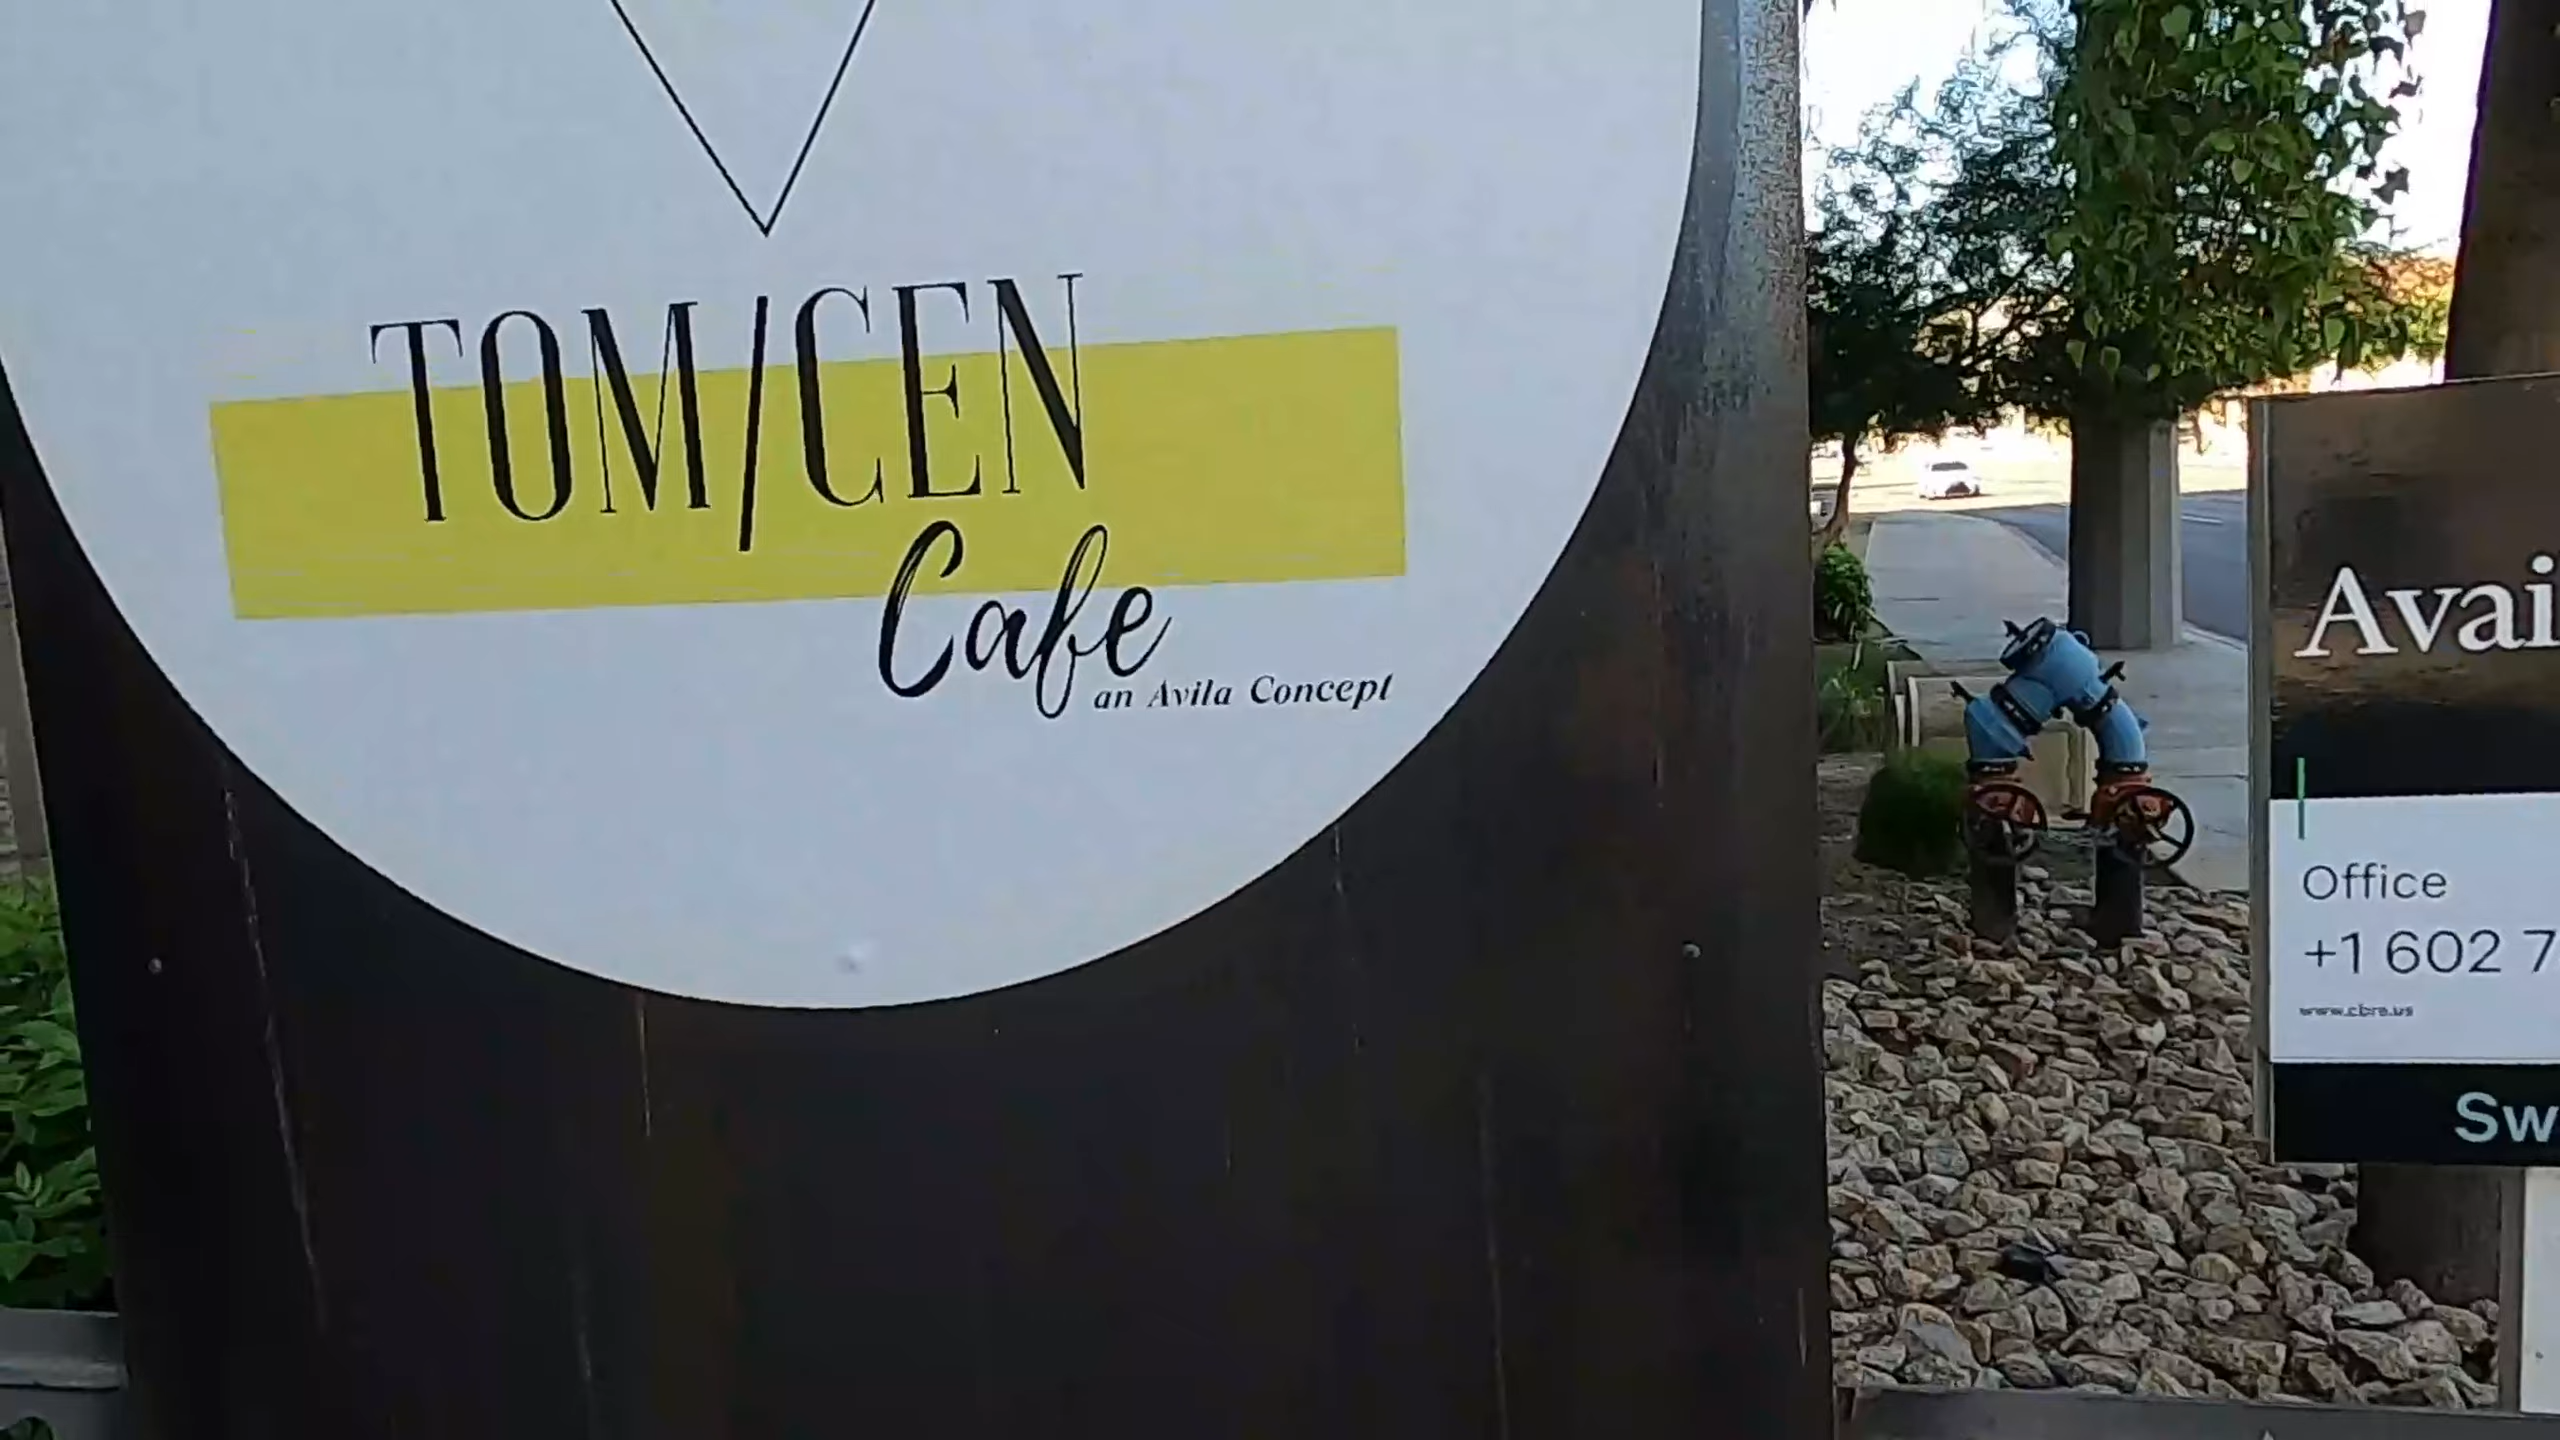 TOM/CEN
Cafe
an Avila Concept
Avai
Office
+1 602 7
www.cbre.us
Sw